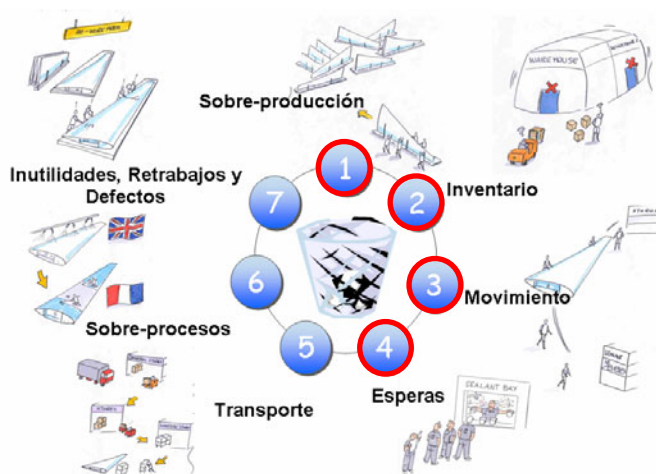 Sobre-producción
WAREHOUSE
1
Inutilidades, Retrabajos y
Defectos
7
2
Inventario
6
3
Movimiento
Sobre-procesos
5
4
Esperas
SEALANT BAY
Transporte